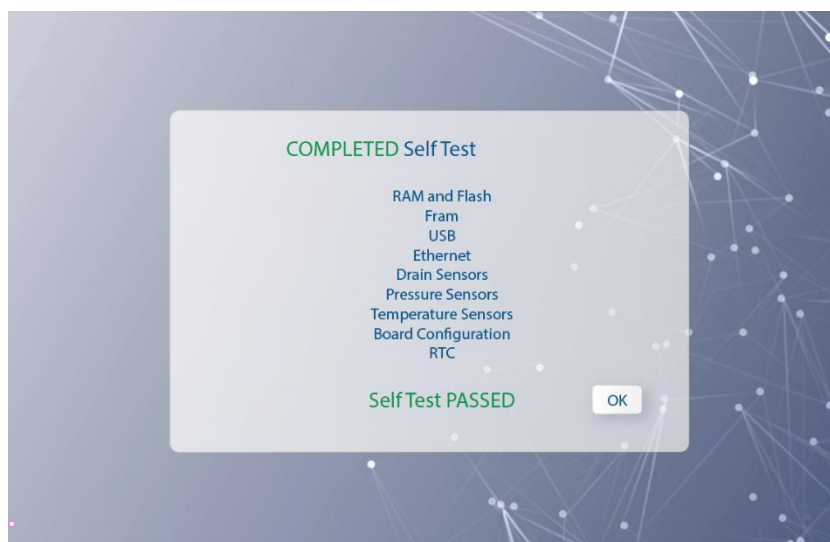 COMPLETED Self Test
RAM and Flash
Fram
USB
Ethernet
Drain Sensors
Pressure Sensors
Temperature Sensors
Board Configuration
RTC
Self Test PASSED
OK